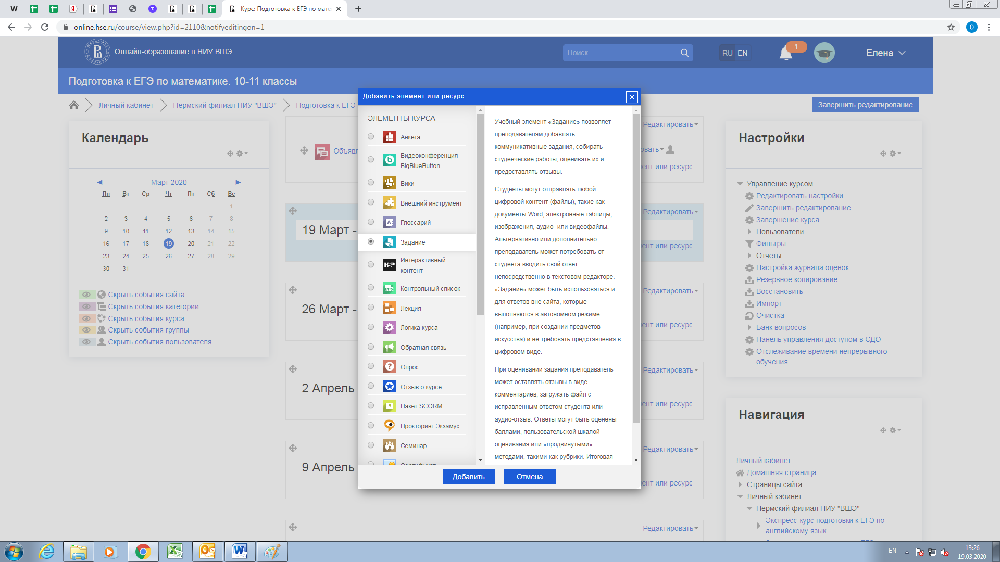 Курс: Подготовка к ЕГЭ по мате
online.hse.ru/course/view.php?id=2110&notifyeditingon=1
Онлайн-образование в НИУ ВШЭ
Поиск
RU EN
1
Елена
Подготовка к ЕГЭ по математике. 10-11 классы
Личный кабинет
Пермский филиал НИУ "ВШЭ"
Подготовка к ЕГЭ
Завершить редактирование
Календарь
Март 2020
Пн Вт Ср Чт Пт Сб Вс
1
2 3 4 5 6 7 8
9 10 11 12 13 14 15
16 17 18 19 20 21 22
23 24 25 26 27 28 29
30 31
Скрыть события сайта
Скрыть события категории
Скрыть события курса
Скрыть события группы
Скрыть события пользователя
Редактировать
Объявл
овать
ент или ресурс
Редактировать
19 Март -
ент или ресурс
Редактировать
26 Март -
ент или ресурс
Редактировать
2 Апрель
ент или ресурс
Редактировать
9 Апрель
ент или ресурс
Редактировать
Добавить элемент или ресурс
ЭЛЕМЕНТЫ КУРСА
Анкета
Видеоконференция
BigBlueButton
Вики
Внешний инструмент
Глоссарий
Задание
Интерактивный
контент
Контрольный список
Лекция
Логика курса
Обратная связь
Опрос
Отзыв о курсе
Пакет SCORM
Прокторинг Экзамус
Семинар
Сертификат
Учебный элемент «Задание» позволяет
преподавателям добавлять
коммуникативные задания, собирать
студенческие работы, оценивать их и
предоставлять отзывы.
Студенты могут отправлять любой
цифровой контент (файлы), такие как
документы Word, электронные таблицы,
изображения, аудио- или видеофайлы.
Альтернативно или дополнительно
преподаватель может потребовать от
студента вводить свой ответ
непосредственно в текстовом редакторе.
«Задание» может быть использоваться и
для ответов вне сайта, которые
выполняются в автономном режиме
(например, при создании предметов
искусства) и не требовать представления в
цифровом виде.
При оценивании задания преподаватель
может оставлять отзывы в виде
комментариев, загружать файл с
исправленным ответом студента или
аудио-отзыв. Ответы могут быть оценены
баллами, пользовательской шкалой
оценивания или «продвинутыми»
методами, такими как рубрики. Итоговая
Добавить
Отмена
Настройки
Управление курсом
Редактировать настройки
Завершить редактирование
Завершение курса
Пользователи
Фильтры
Отчеты
Настройка журнала оценок
Резервное копирование
Восстановить
Импорт
Очистка
Банк вопросов
Панель управления доступом в СДО
Отслеживание времени непрерывного
обучения
Навигация
Личный кабинет
Домашняя страница
Страницы сайта
Личный кабинет
Пермский филиал НИУ "ВШЭ"
Экспресс-курс подготовки к ЕГЭ по
английскому язык...
EN
13:26
19.03.2020